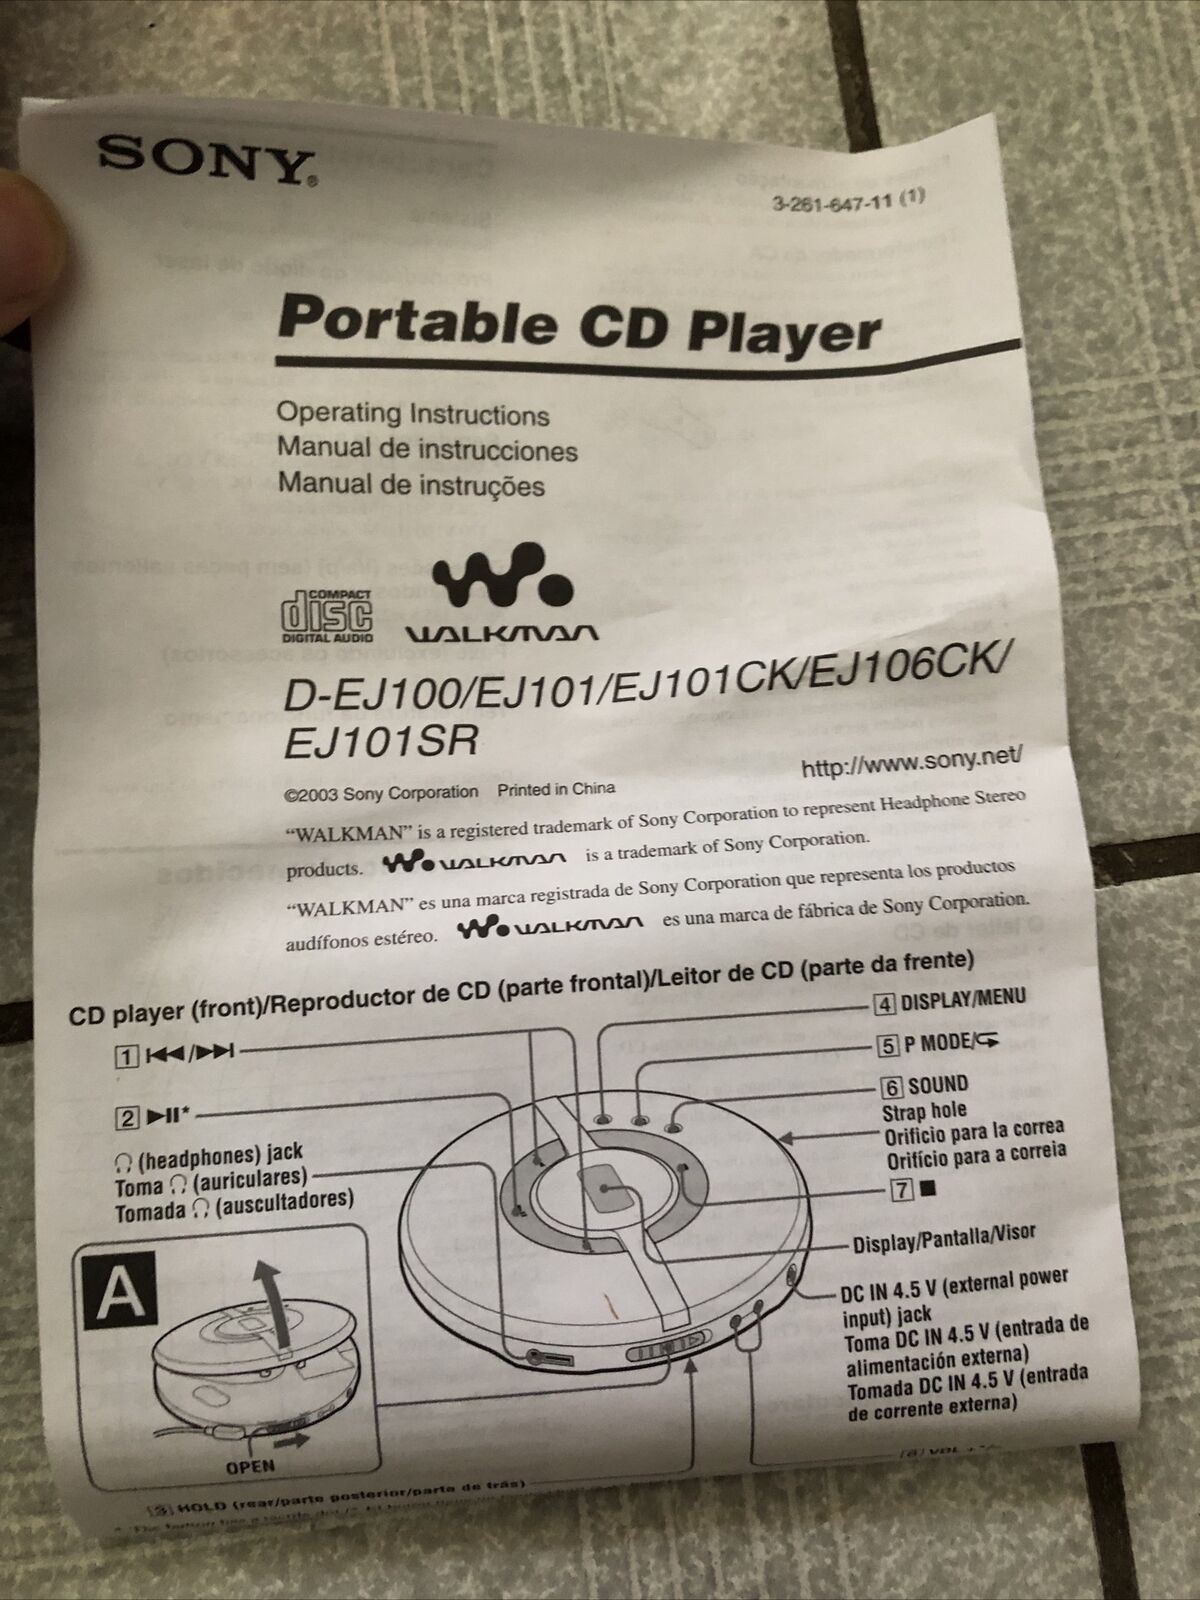 SONY®
3-261-647-11 (1)
Portable CD Player
Operating Instructions
Manual de instrucciones
Manual de instruções
COMPACT
disc
DIGITAL AUDIO
WALKMAN
D-EJ100/EJ101/EJ101CK/EJ106CK/
EJ101SR
http://www.sony.net/
©2003 Sony Corporation Printed in China
“WALKMAN” is a registered trademark of Sony Corporation to represent Headphone Stereo
products. WALKMAN is a trademark of Sony Corporation.
“WALKMAN” es una marca registrada de Sony Corporation que representa los productos
audífonos estéreo. WALKMAN es una marca de fábrica de Sony Corporation.
CD player (front)/Reproductor de CD (parte frontal)/Leitor de CD (parte da frente)
1 ⏮/⏭
2 ▶II*
(headphones) jack
Toma (auriculares)
Tomada (auscultadores)
4 DISPLAY/MENU
5 P MODE/
6 SOUND
Strap hole
Orificio para la correa
Orifício para a correia
7 ■
Display/Pantalla/Visor
DC IN 4.5 V (external power
input) jack
Toma DC IN 4.5 V (entrada de
alimentación externa)
Tomada DC IN 4.5 V (entrada
de corrente externa)
A
OPEN
3 HOLD (rear/parte posterior/parte de trás)